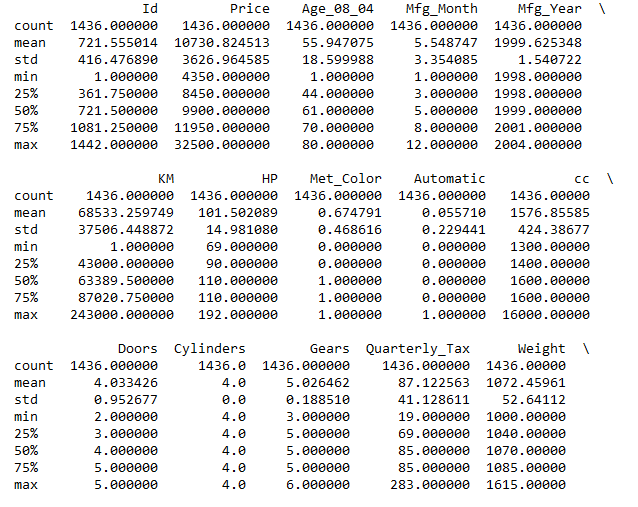 Id Price Age_08_04 Mfg_Month Mfg_Year \
count 1436.000000 1436.000000 1436.000000 1436.000000 1436.000000
mean 721.555014 10730.824513 55.947075 5.548747 1999.625348
std 416.476890 3626.964585 18.599988 3.354085 1.540722
min 1.000000 4350.000000 1.000000 1.000000 1998.000000
25% 361.750000 8450.000000 44.000000 3.000000 1998.000000
50% 721.500000 9900.000000 61.000000 5.000000 1999.000000
75% 1081.250000 11950.000000 70.000000 8.000000 2001.000000
max 1442.000000 32500.000000 80.000000 12.000000 2004.000000
KM HP Met_Color Automatic cc \
count 1436.000000 1436.000000 1436.000000 1436.000000 1436.00000
mean 68533.259749 101.502089 0.674791 0.055710 1576.85585
std 37506.448872 14.981080 0.468616 0.229441 424.38677
min 1.000000 69.000000 0.000000 0.000000 1300.00000
25% 43000.000000 90.000000 0.000000 0.000000 1400.00000
50% 63389.500000 110.000000 1.000000 0.000000 1600.00000
75% 87020.750000 110.000000 1.000000 0.000000 1600.00000
max 243000.000000 192.000000 1.000000 1.000000 16000.00000
Doors Cylinders Gears Quarterly_Tax Weight \
count 1436.000000 1436.0 1436.000000 1436.000000 1436.00000
mean 4.033426 4.0 5.026462 87.122563 1072.45961
std 0.952677 0.0 0.188510 41.128611 52.64112
min 2.000000 4.0 3.000000 19.000000 1000.00000
25% 3.000000 4.0 5.000000 69.000000 1040.00000
50% 4.000000 4.0 5.000000 85.000000 1070.00000
75% 5.000000 4.0 5.000000 85.000000 1085.00000
max 5.000000 4.0 6.000000 283.000000 1615.00000